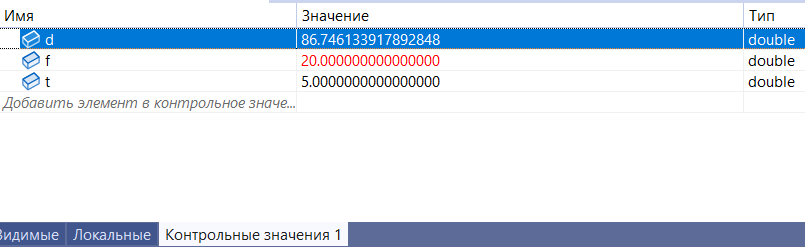 Имя Значение Тип
d 86.746133917892848 double
f 20.000000000000000 double
t 5.0000000000000000 double
Добавить элемент в контрольное значе...
Видимые Локальные Контрольные значения 1